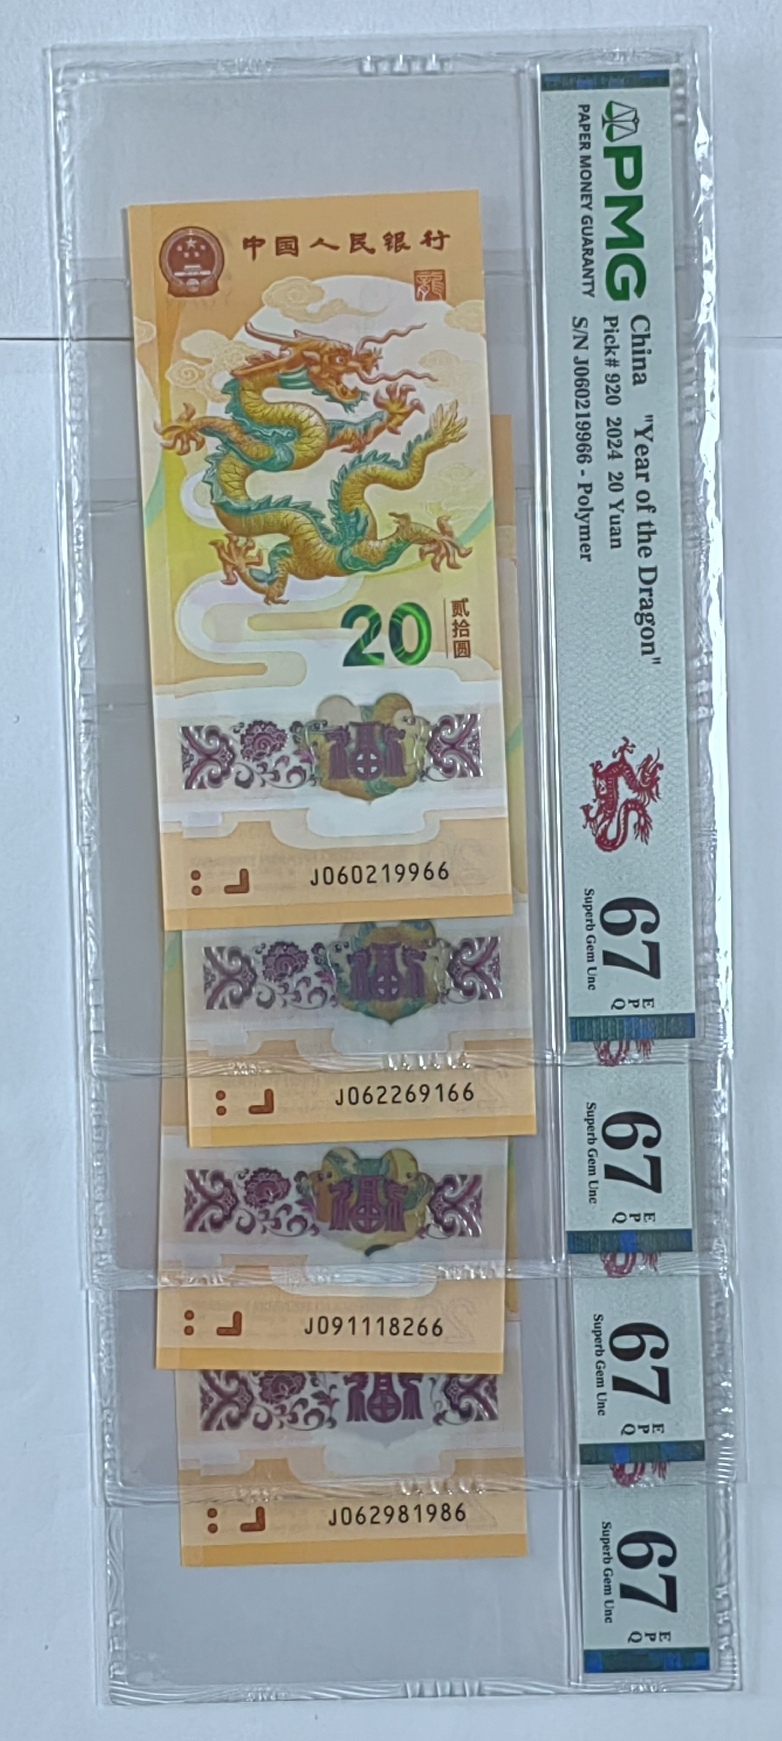 中国人民银行
龍
20
贰拾圆
J060219966
J062269166
J091118266
J062981986
PMG
PAPER MONEY GUARANTY
China "Year of the Dragon"
Pick# 920 2024 20 Yuan
S/N J060219966 - Polymer
67
EPQ
Superb Gem Unc
67
EPQ
Superb Gem Unc
67
EPQ
Superb Gem Unc
67
EPQ
Superb Gem Unc